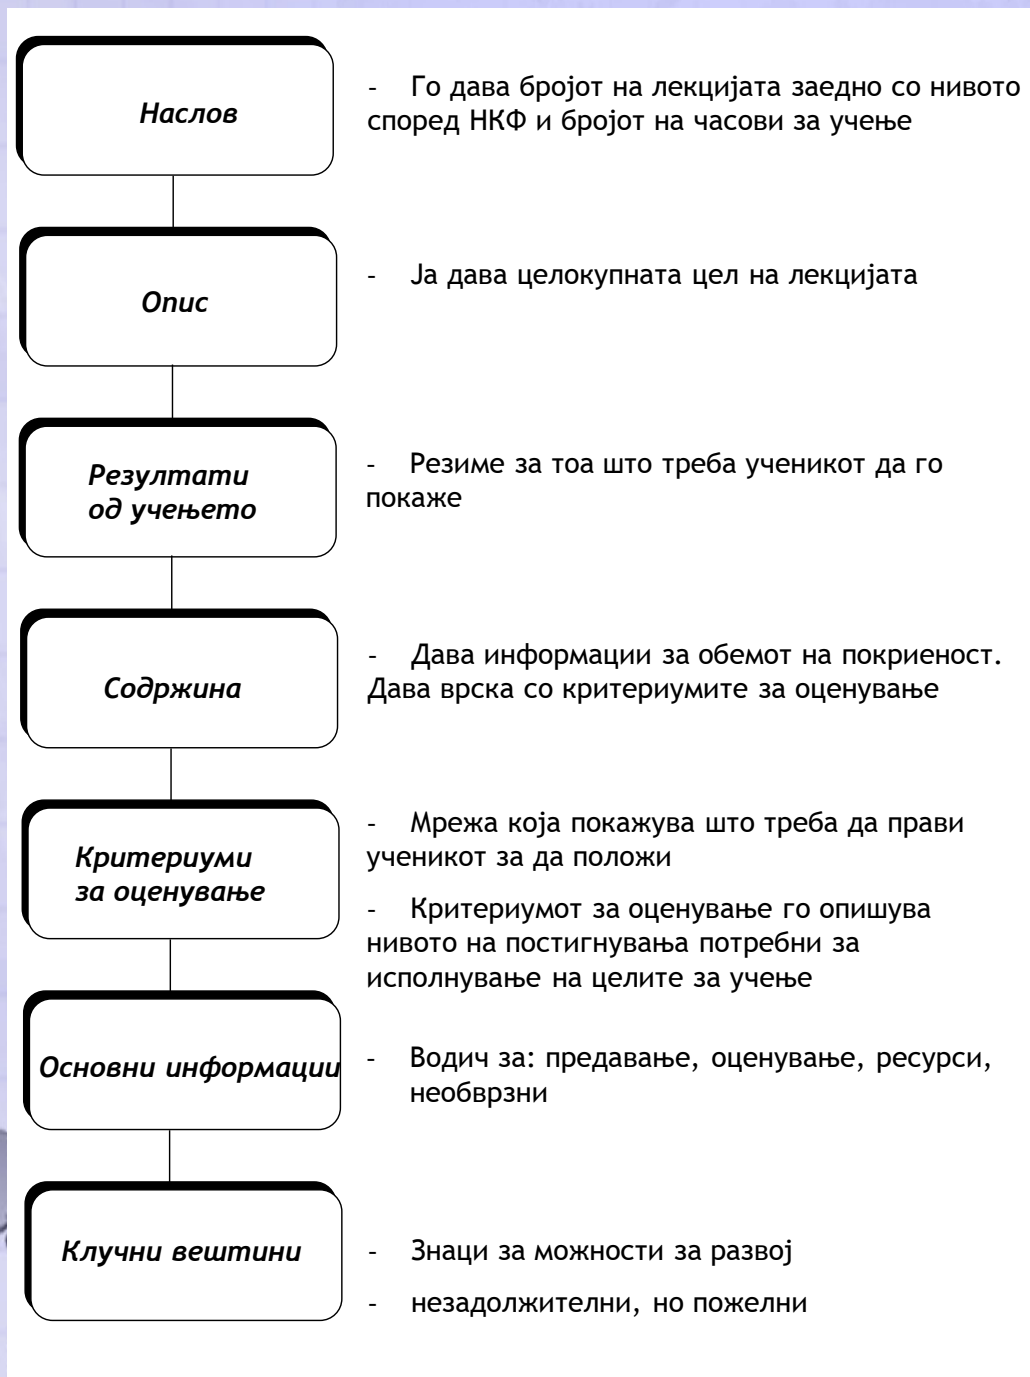 Наслов
- Го дава бројот на лекцијата заедно со нивото
според НКФ и бројот на часови за учење
Опис
- Ја дава целокупната цел на лекцијата
Резултати
од учењето
- Резиме за тоа што треба ученикот да го
покаже
Содржина
- Дава информации за обемот на покриеност.
Дава врска со критериумите за оценување
Критериуми
за оценување
- Мрежа која покажува што треба да прави
ученикот за да положи
- Критериумот за оценување го опишува
нивото на постигнувања потребни за
исполнување на целите за учење
Основни информации
- Водич за: предавање, оценување, ресурси,
необврзни
Клучни вештини
- Знаци за можности за развој
- незадолжителни, но пожелни